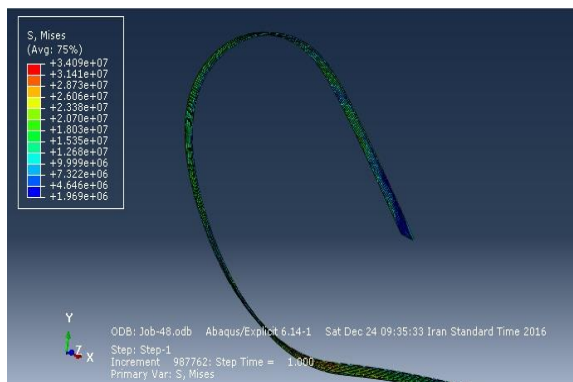 S, Mises
(Avg: 75%)
+3.409e+07
+3.141e+07
+2.873e+07
+2.606e+07
+2.338e+07
+2.070e+07
+1.803e+07
+1.535e+07
+1.268e+07
+9.999e+06
+7.322e+06
+4.646e+06
+1.969e+06
Y
Z X
ODB: Job-48.odb Abaqus/Explicit 6.14-1 Sat Dec 24 09:35:33 Iran Standard Time 2016
Step: Step-1
Increment 987762: Step Time = 1.000
Primary Var: S, Mises